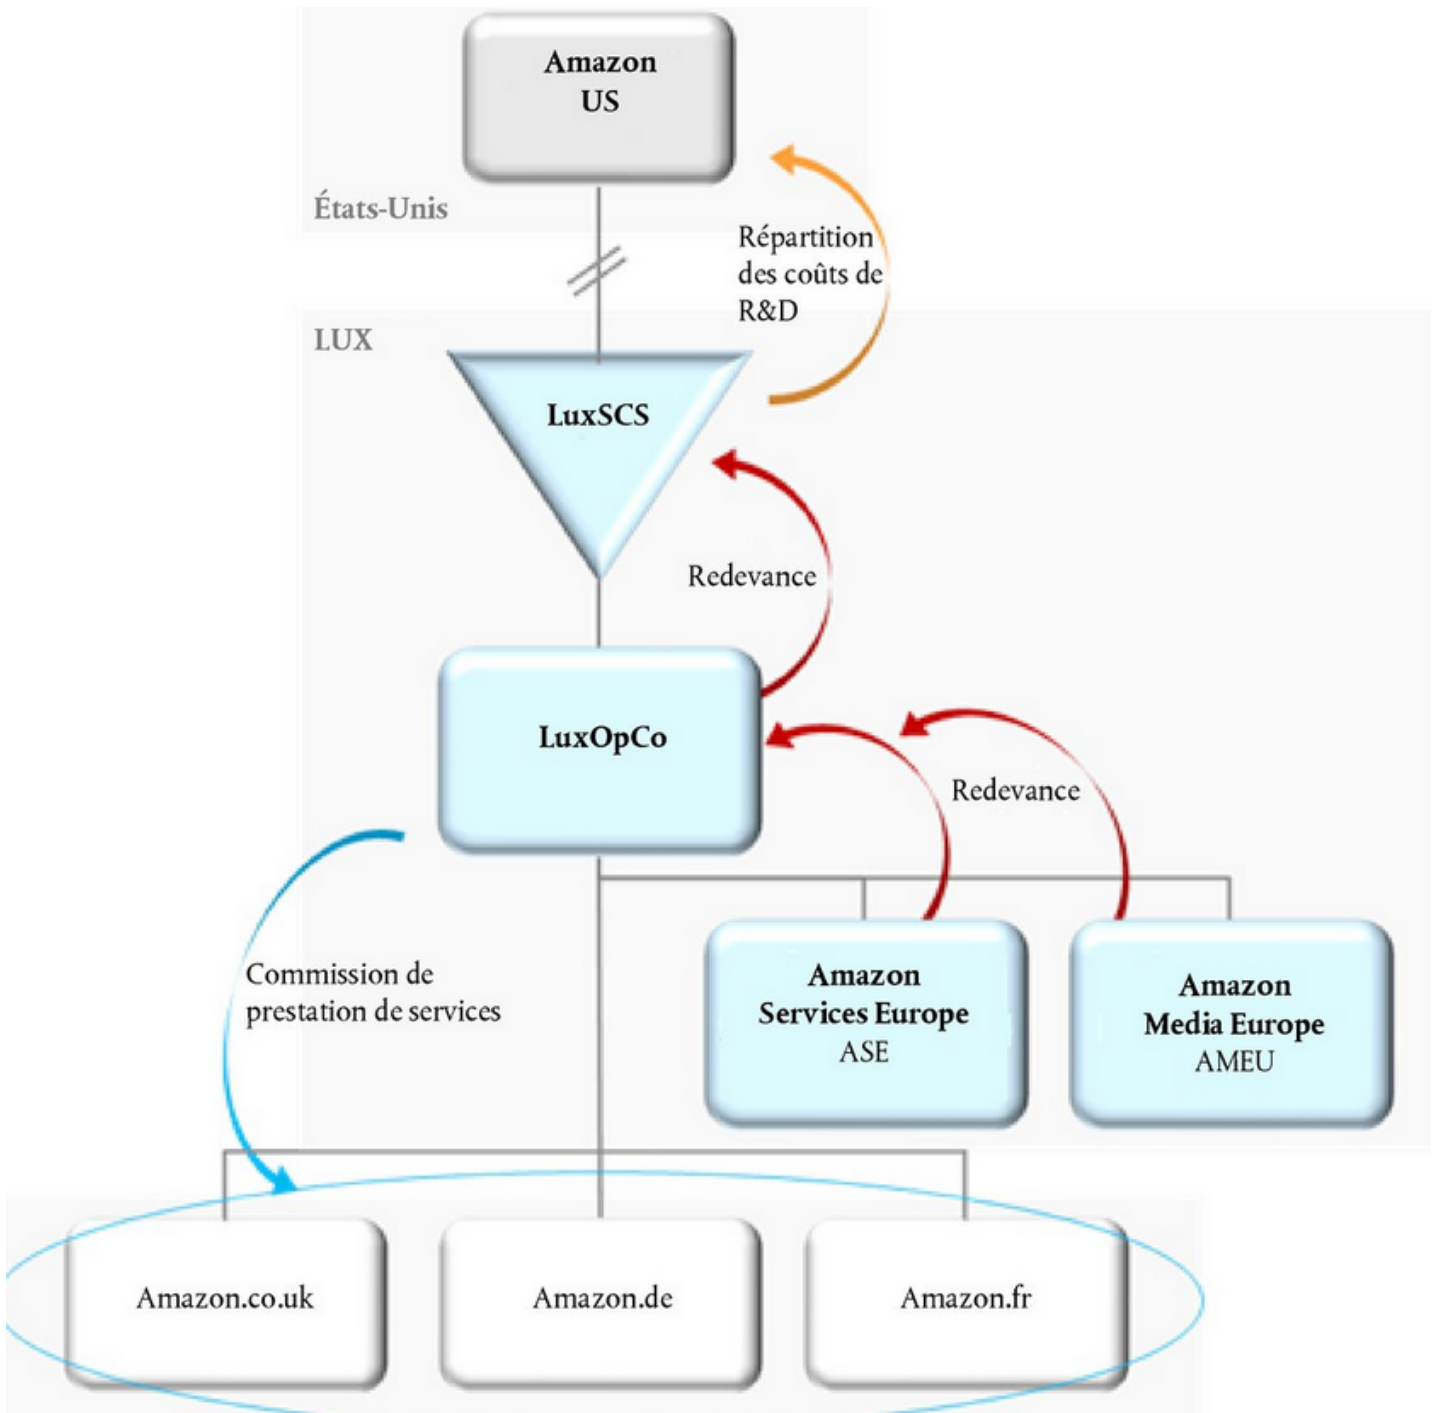 Amazon
US
États-Unis
Répartition
des coûts de
R&D
LUX
LuxSCS
Redevance
LuxOpCo
Redevance
Commission de
prestation de services
Amazon
Services Europe
ASE
Amazon
Media Europe
AMEU
Amazon.co.uk
Amazon.de
Amazon.fr